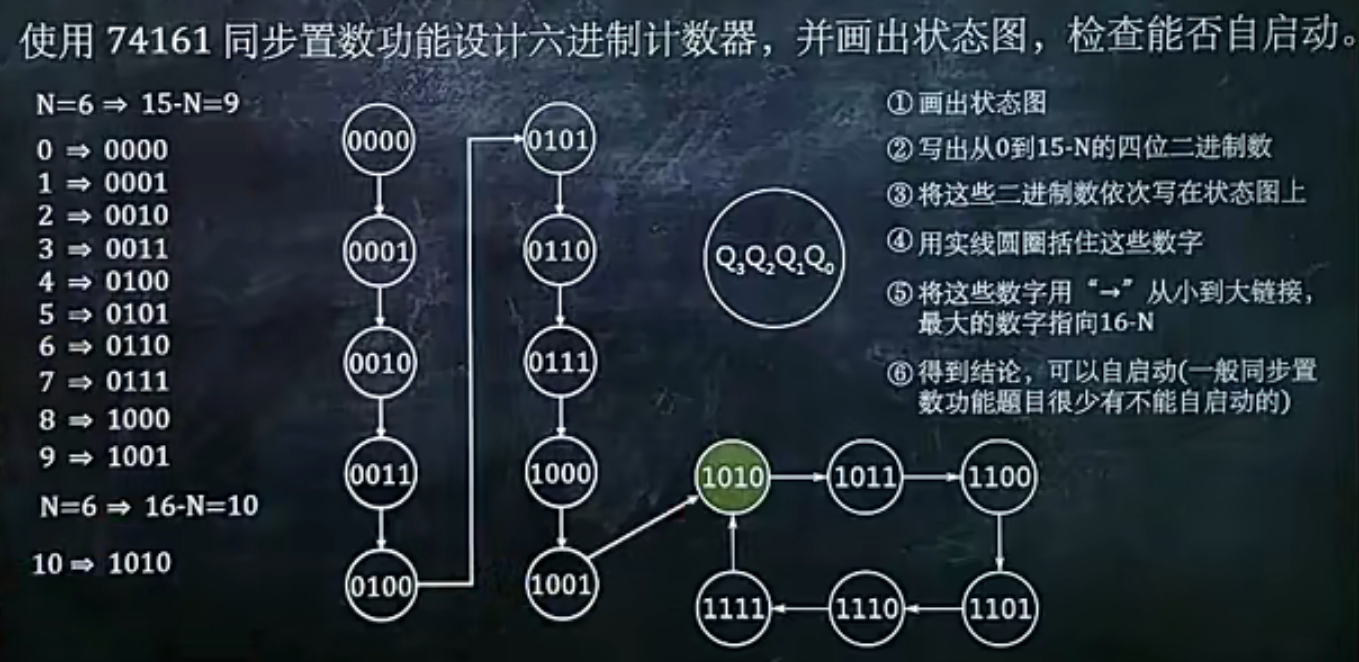 使用 74161 同步置数功能设计六进制计数器，并画出状态图，检查能否自启动。
N=6 ⇒ 15-N=9
0 ⇒ 0000
1 ⇒ 0001
2 ⇒ 0010
3 ⇒ 0011
4 ⇒ 0100
5 ⇒ 0101
6 ⇒ 0110
7 ⇒ 0111
8 ⇒ 1000
9 ⇒ 1001
N=6 ⇒ 16-N=10
10 ⇒ 1010
0000
0001
0010
0011
0100
0101
0110
0111
1000
1001
Q₃Q₂Q₁Q₀
1010
1011
1100
1101
1110
1111
①画出状态图
②写出从0到15-N的四位二进制数
③将这些二进制数依次写在状态图上
④用实线圆圈括住这些数字
⑤将这些数字用“→”从小到大链接，
最大的数字指向16-N
⑥得到结论，可以自启动(一般同步置
数功能题目很少有不能自启动的)